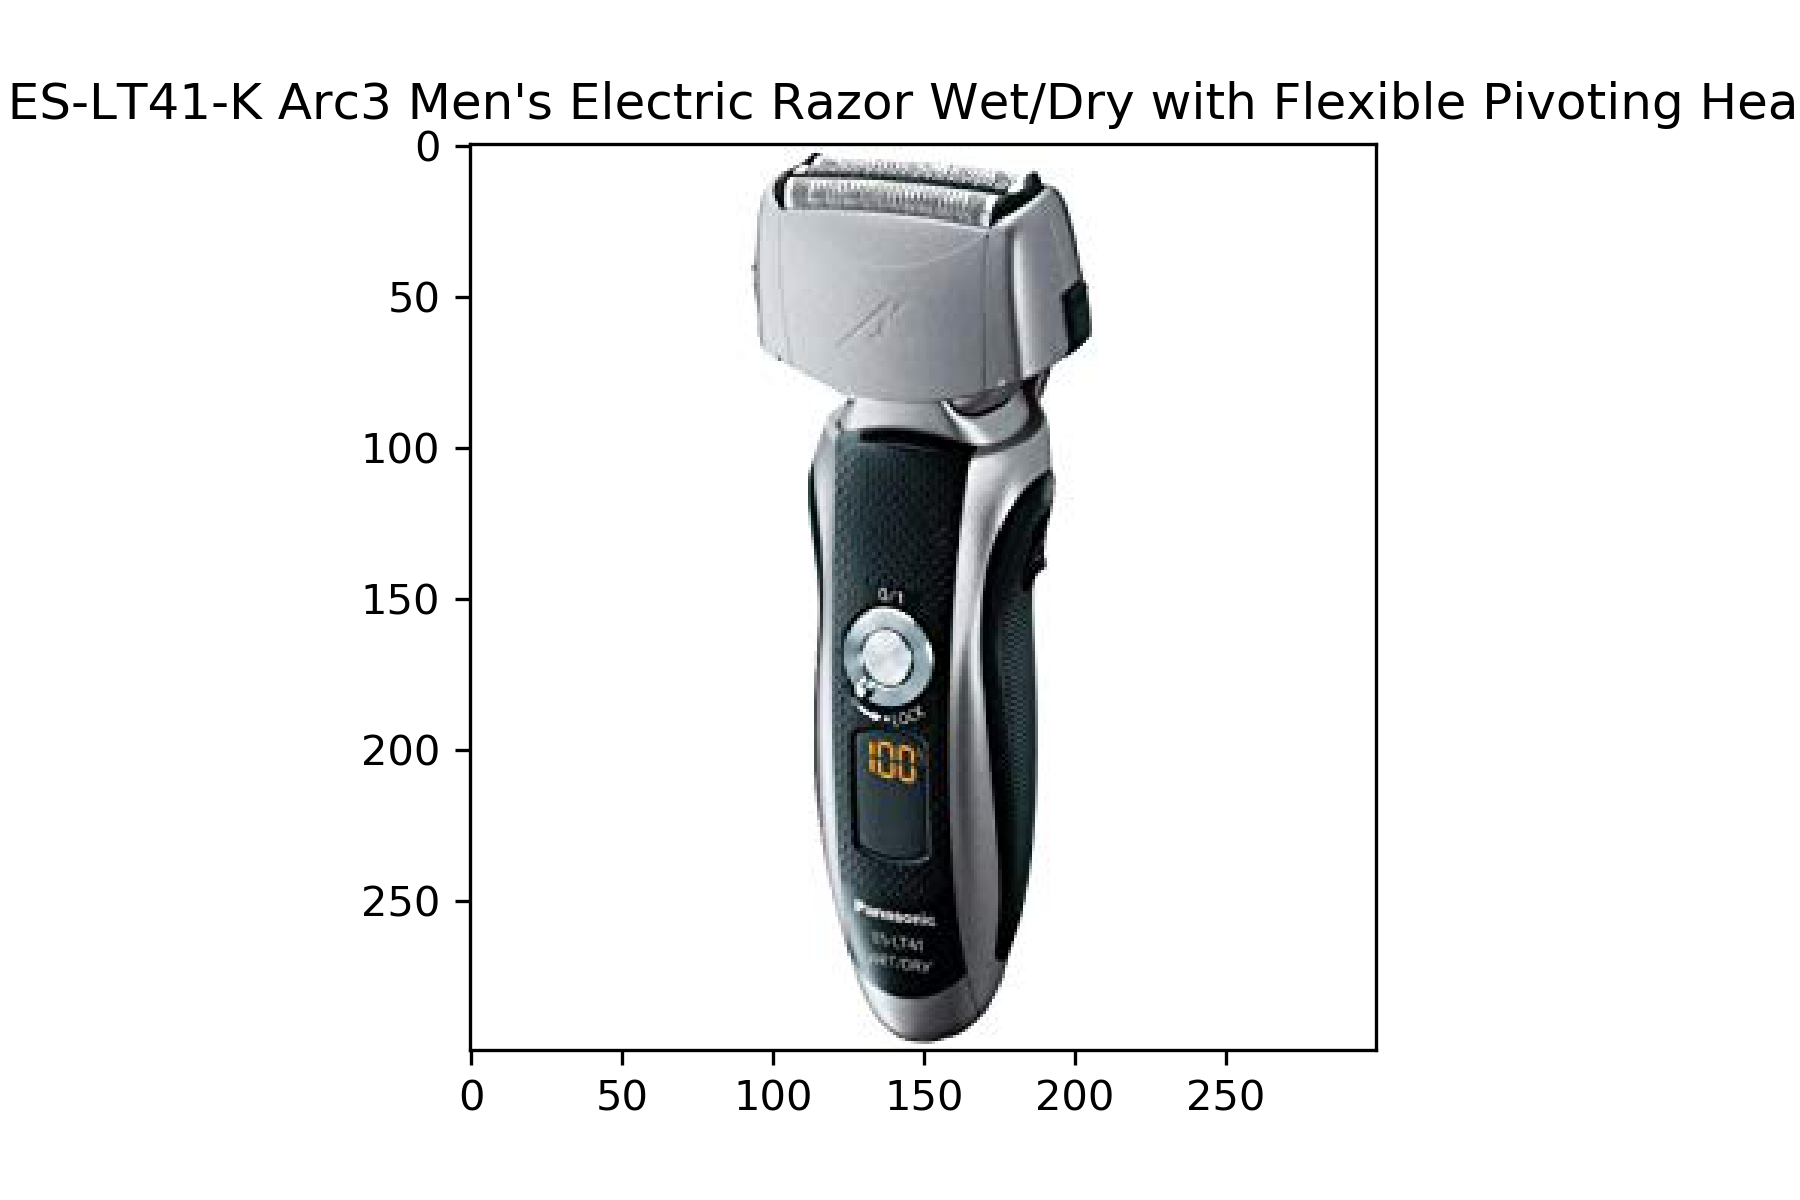 ES-LT41-K Arc3 Men's Electric Razor Wet/Dry with Flexible Pivoting Hea
0
50
100
150
200
250
0/1
LOCK
100
Panasonic
ES-LT41
WET/DRY
0 50 100 150 200 250